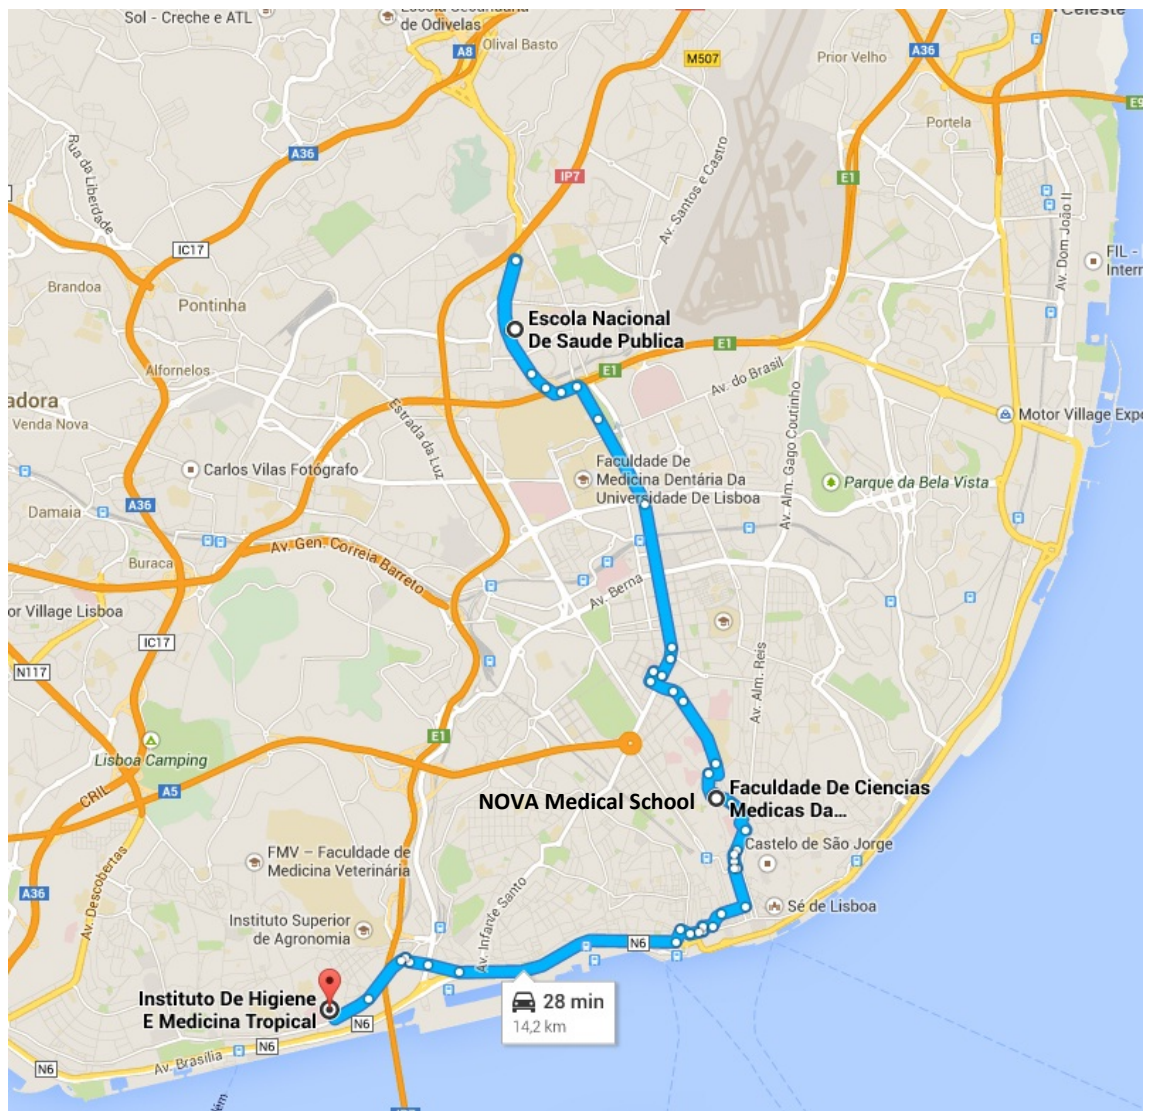 Sol - Creche e ATL
de Odivelas
Celeste
A8
Olival Basto
M507
Prior Velho
A36
E9
Portela
Rua da Liberdade
A36
IP7
E1
Av. Santos e Castro
Av. Dom João II
IC17
FIL -
Intern
Brandoa
Pontinha
Escola Nacional
De Saude Publica
E1
Alfornelos
E1
Av. do Brasil
adora
Venda Nova
Estrada da Luz
Av. Alm. Gago Coutinho
Motor Village Expo
Carlos Vilas Fotógrafo
Faculdade De
Medicina Dentária Da
Universidade De Lisboa
Parque da Bela Vista
A36
Damaia
Av. Gen. Correia Barreto
Buraca
Av. Berna
or Village Lisboa
IC17
N117
Av. Alm. Reis
E1
Lisboa Camping
CRIL
A5
NOVA Medical School
Faculdade De Ciencias
Medicas Da...
Castelo de São Jorge
FMV – Faculdade de
Medicina Veterinária
A36
Av. Descobertas
Av. Infante Santo
Sé de Lisboa
Instituto Superior
de Agronomia
N6
Instituto De Higiene
E Medicina Tropical
28 min
14,2 km
N6
N6
Av. Brasília
N6
lém